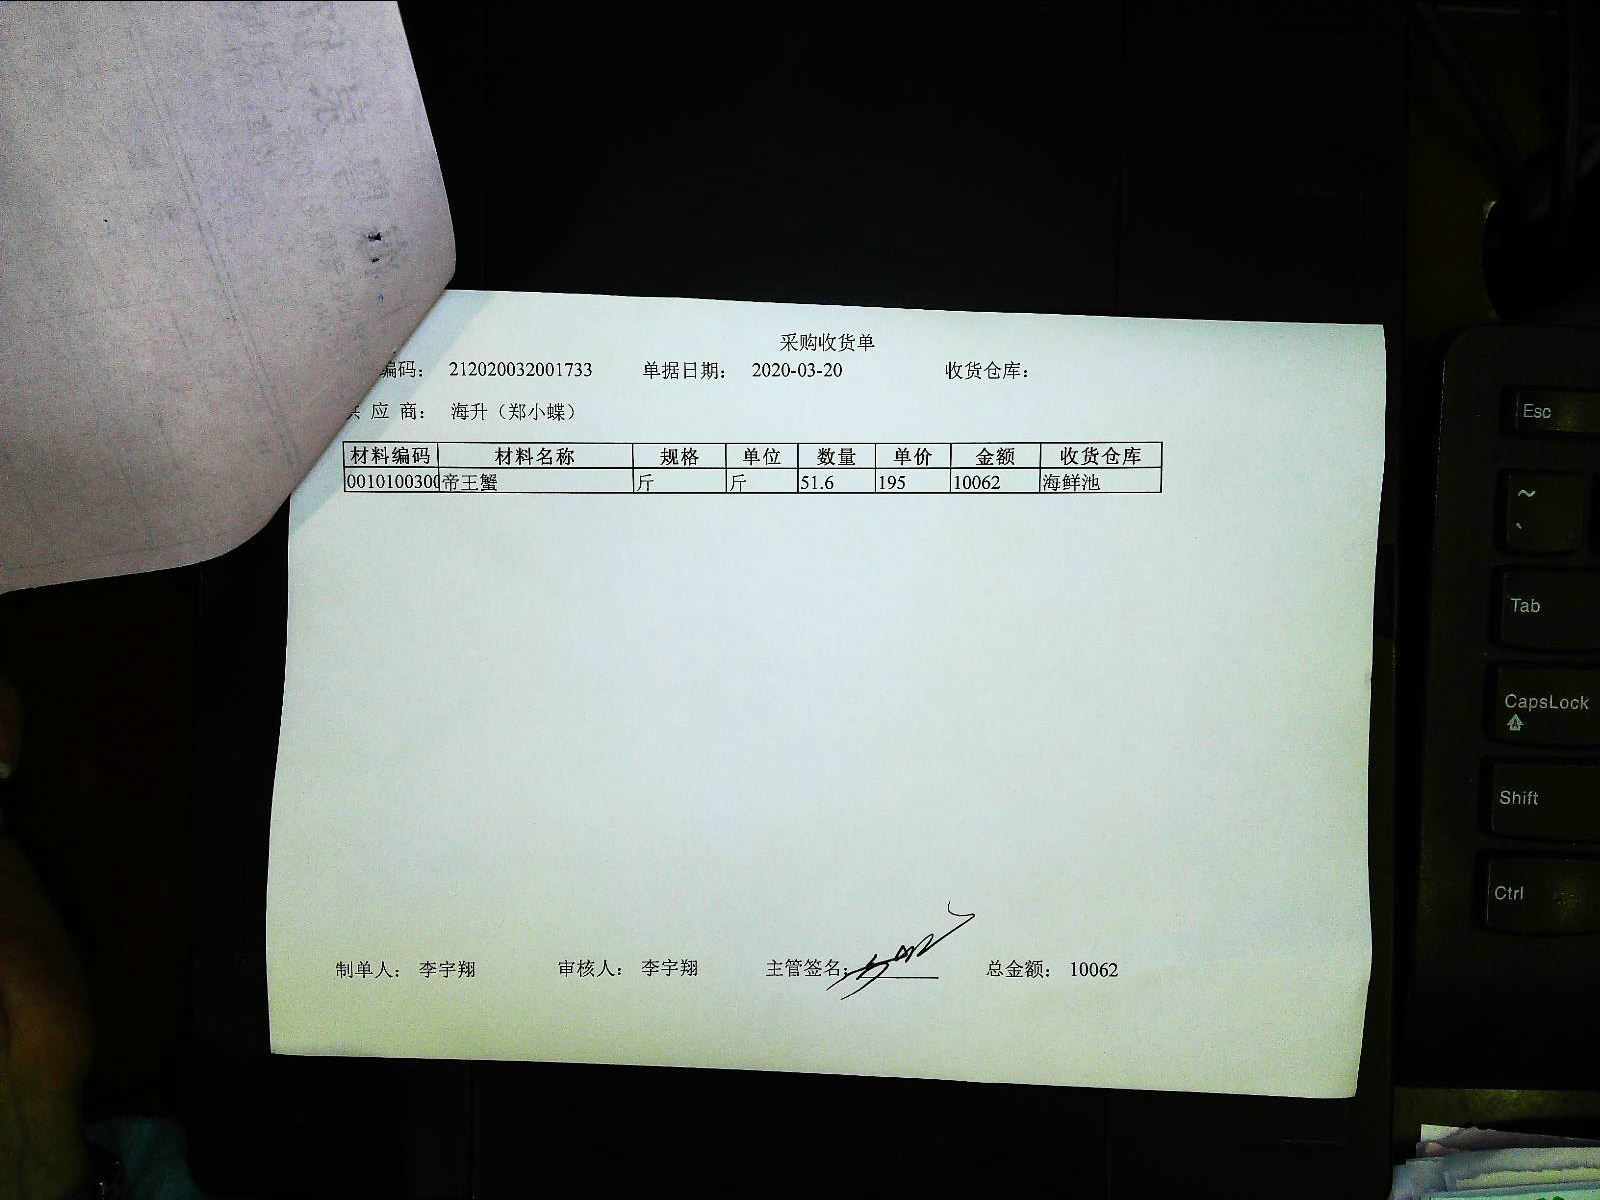 采购收货单
编码： 212020032001733 单据日期： 2020-03-20 收货仓库：
应 商： 海升（郑小蝶）
材料编码 材料名称 规格 单位 数量 单价 金额 收货仓库
0010100300 帝王蟹 斤 斤 51.6 195 10062 海鲜池
制单人： 李宇翔 审核人： 李宇翔 主管签名： 总金额： 10062
Esc
~
`
Tab
CapsLock
Shift
Ctrl